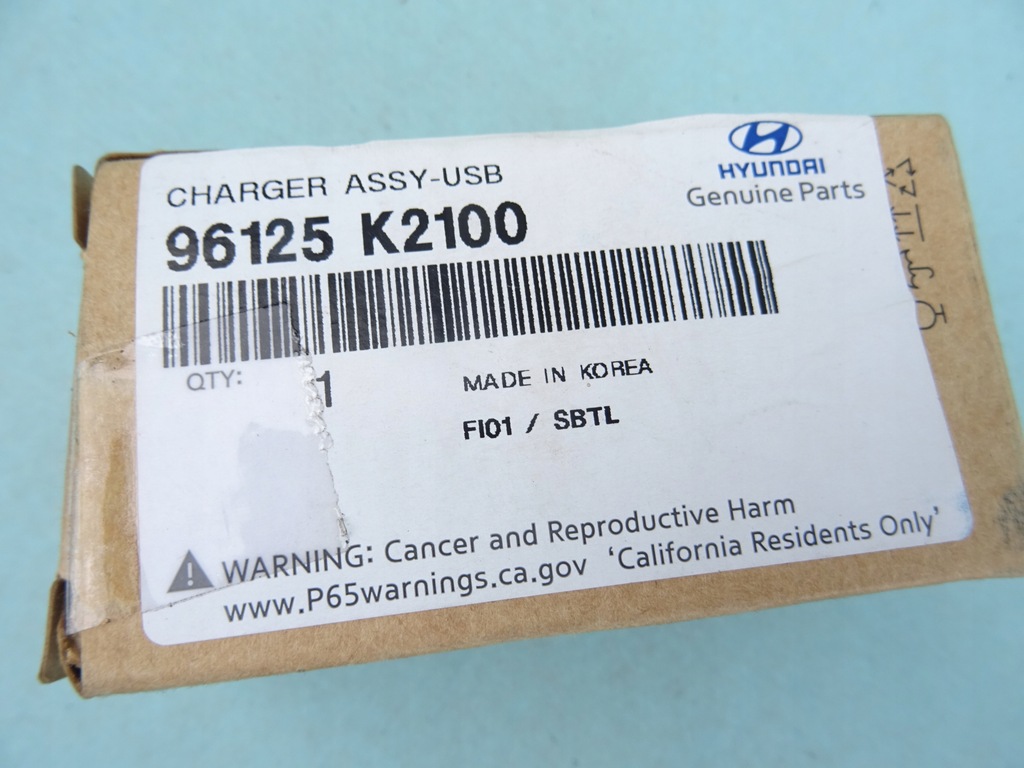 HYUNDAI
Genuine Parts
CHARGER ASSY-USB
96125 K2100
QTY: 1
MADE IN KOREA
FI01 / SBTL
WARNING: Cancer and Reproductive Harm
www.P65warnings.ca.gov 'California Residents Only'